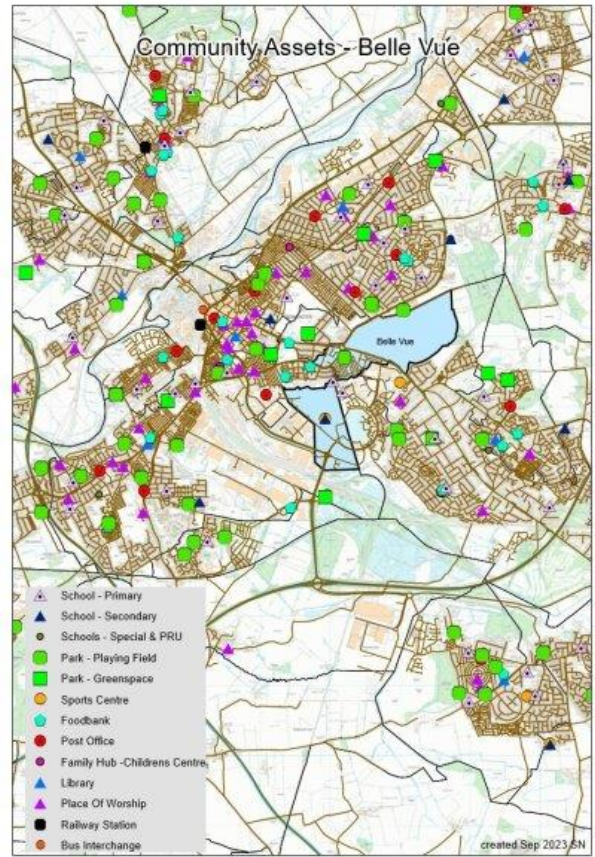 Community Assets - Belle Vue
Belle Vue
School - Primary
School - Secondary
Schools - Special & PRU
Park - Playing Field
Park - Greenspace
Sports Centre
Foodbank
Post Office
Family Hub -Childrens Centre
Library
Place Of Worship
Railway Station
Bus Interchange
created Sep 2023 SN